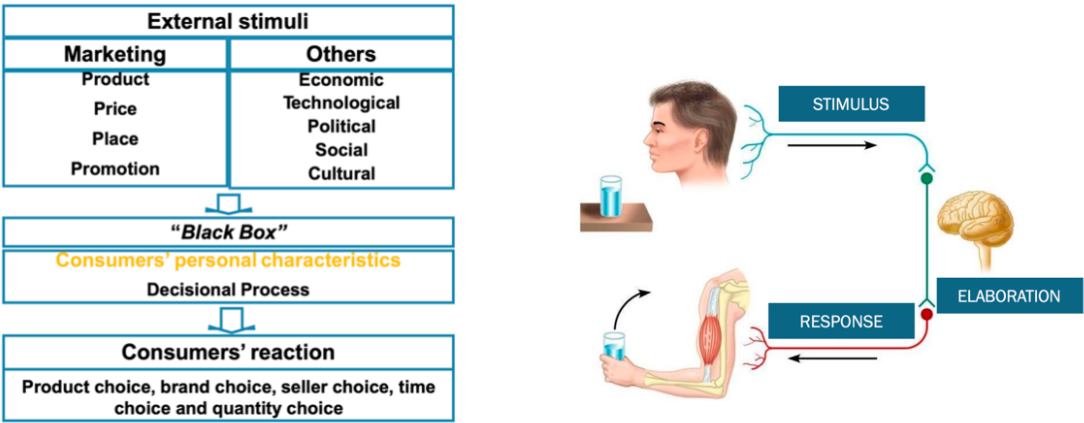 External stimuli
Marketing
Others
Product
Price
Place
Promotion
Economic
Technological
Political
Social
Cultural
“Black Box”
Consumers’ personal characteristics
Decisional Process
Consumers’ reaction
Product choice, brand choice, seller choice, time
choice and quantity choice
STIMULUS
ELABORATION
RESPONSE